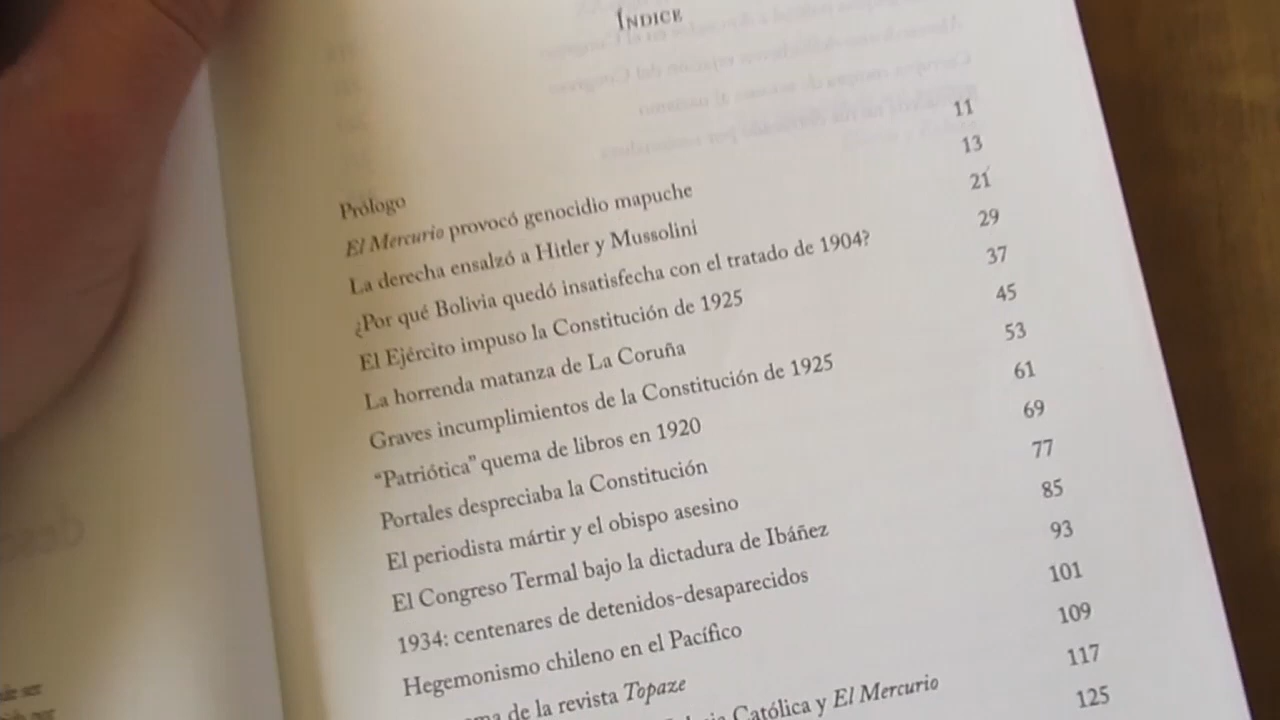 ÍNDICE
Prólogo 11
El Mercurio provocó genocidio mapuche 13
La derecha ensalzó a Hitler y Mussolini 21
¿Por qué Bolivia quedó insatisfecha con el tratado de 1904? 29
El Ejército impuso la Constitución de 1925 37
La horrenda matanza de La Coruña 45
Graves incumplimientos de la Constitución de 1925 53
“Patriótica” quema de libros en 1920 61
Portales despreciaba la Constitución 69
El periodista mártir y el obispo asesino 77
El Congreso Termal bajo la dictadura de Ibáñez 85
1934: centenares de detenidos-desaparecidos 93
Hegemonismo chileno en el Pacífico 101
de la revista Topaze 109
Católica y El Mercurio 117
125